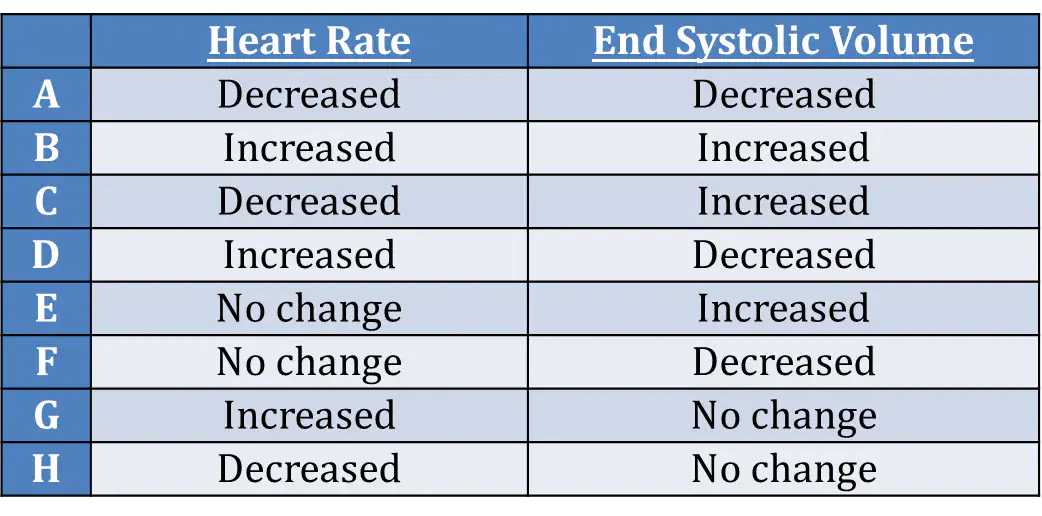 Heart Rate End Systolic Volume
A Decreased Decreased
B Increased Increased
C Decreased Increased
D Increased Decreased
E No change Increased
F No change Decreased
G Increased No change
H Decreased No change